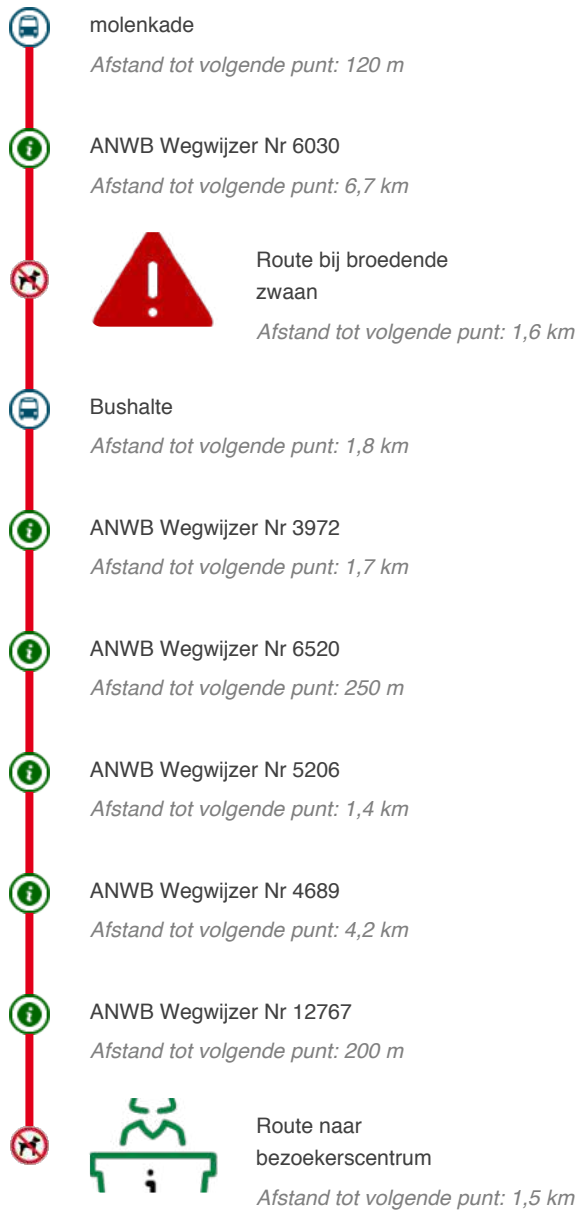 molenkade
Afstand tot volgende punt: 120 m
ANWB Wegwijzer Nr 6030
Afstand tot volgende punt: 6,7 km
Route bij broedende
zwaan
Afstand tot volgende punt: 1,6 km
Bushalte
Afstand tot volgende punt: 1,8 km
ANWB Wegwijzer Nr 3972
Afstand tot volgende punt: 1,7 km
ANWB Wegwijzer Nr 6520
Afstand tot volgende punt: 250 m
ANWB Wegwijzer Nr 5206
Afstand tot volgende punt: 1,4 km
ANWB Wegwijzer Nr 4689
Afstand tot volgende punt: 4,2 km
ANWB Wegwijzer Nr 12767
Afstand tot volgende punt: 200 m
Route naar
bezoekerscentrum
Afstand tot volgende punt: 1,5 km